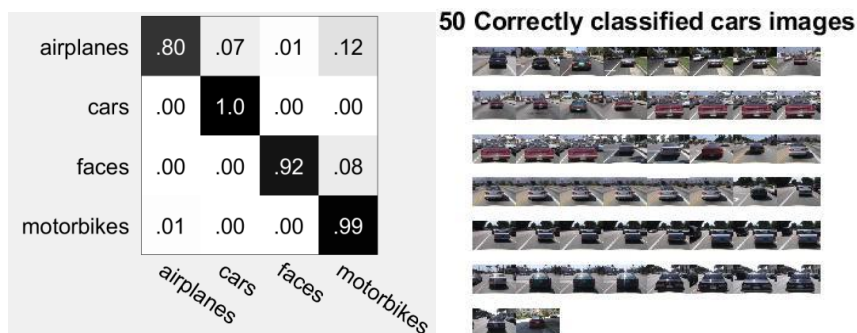 50 Correctly classified cars images
airplanes .80 .07 .01 .12
cars .00 1.0 .00 .00
faces .00 .00 .92 .08
motorbikes .01 .00 .00 .99
airplanes cars faces motorbikes